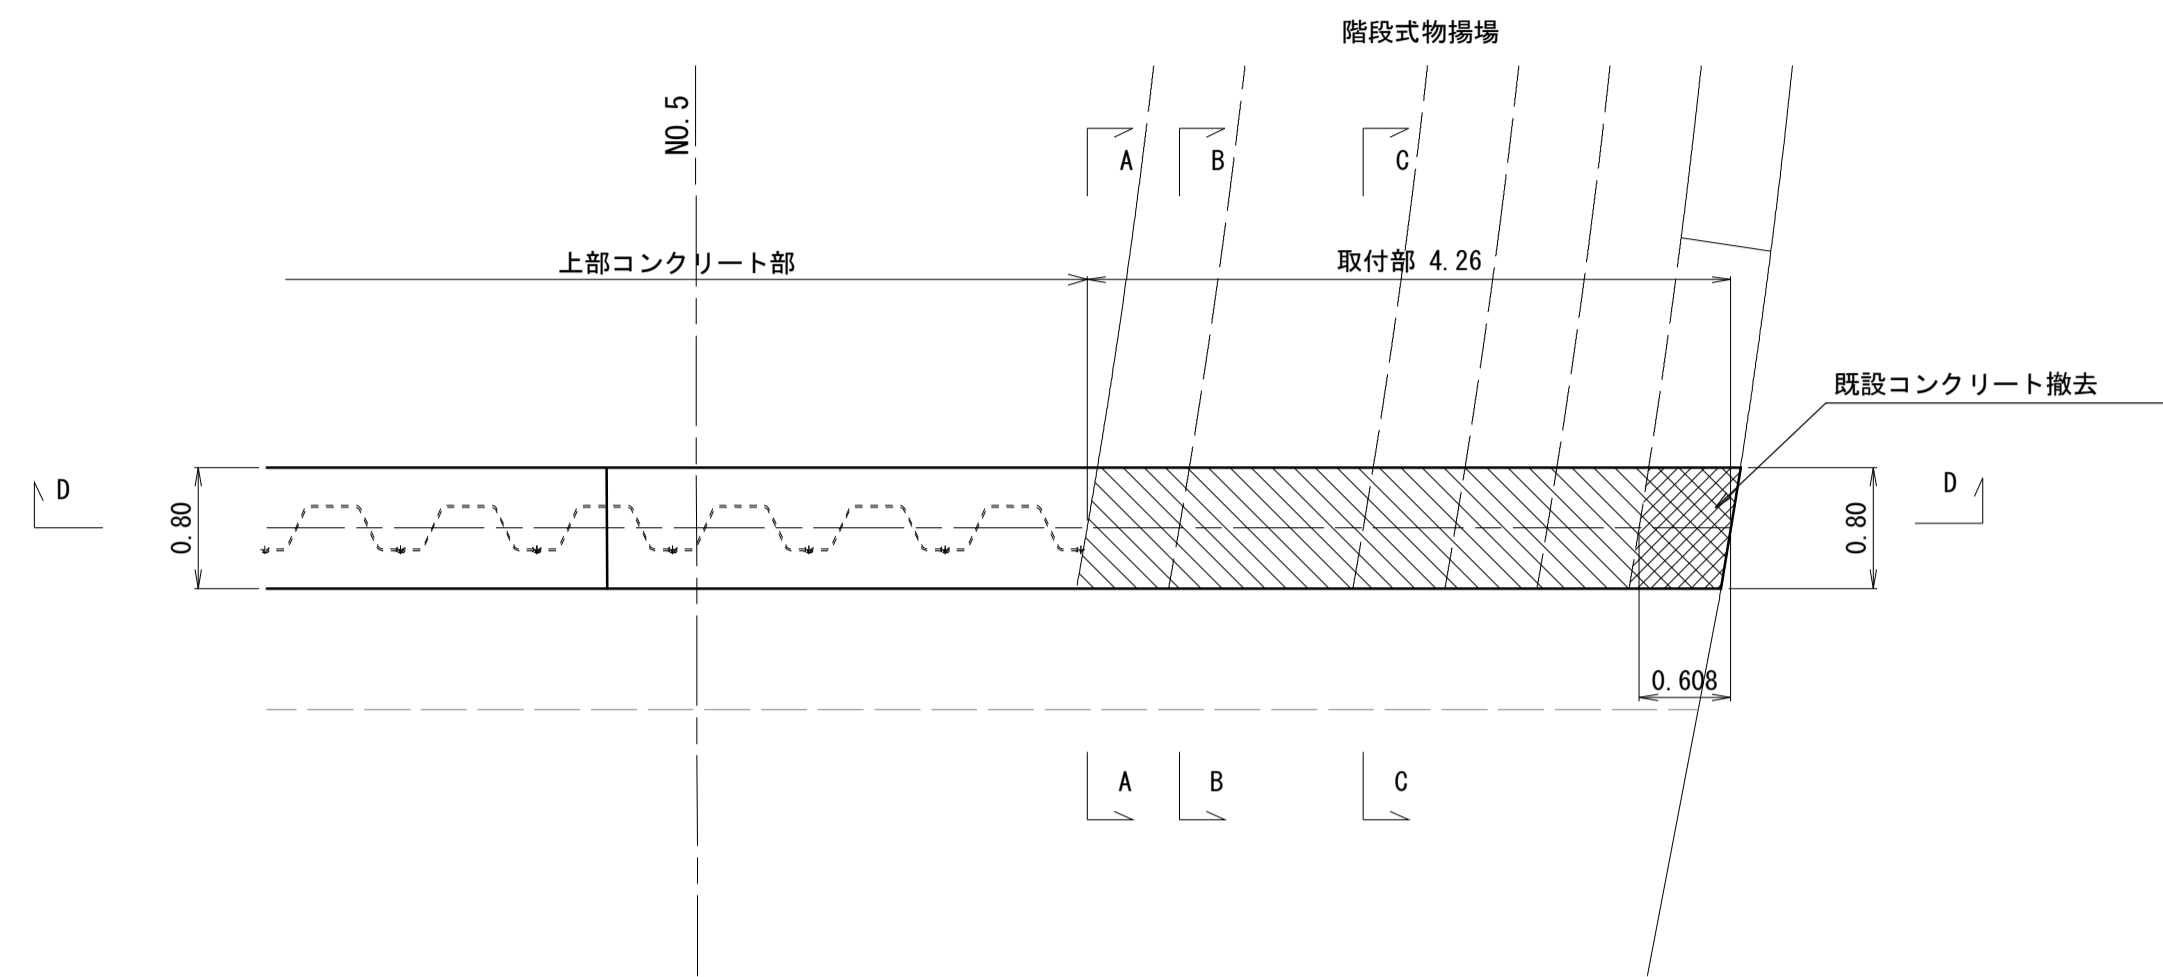 階段式物揚場
NO.5
A
B
C
上部コンクリート部
取付部 4.26
既設コンクリート撤去
D
D
0.80
0.80
0.608
A
B
C